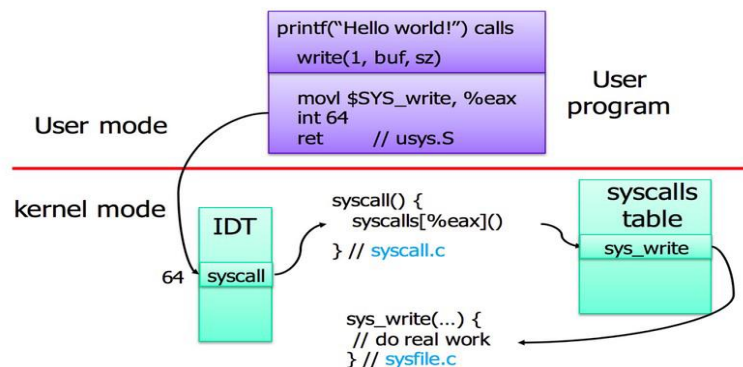 printf(“Hello world!”) calls
write(1, buf, sz)
movl $SYS_write, %eax
int 64
ret // usys.S
User program
User mode
kernel mode
IDT
64 syscall
syscall() {
syscalls[%eax]()
} // syscall.c
syscalls
table
sys_write
sys_write(...) {
// do real work
} // sysfile.c